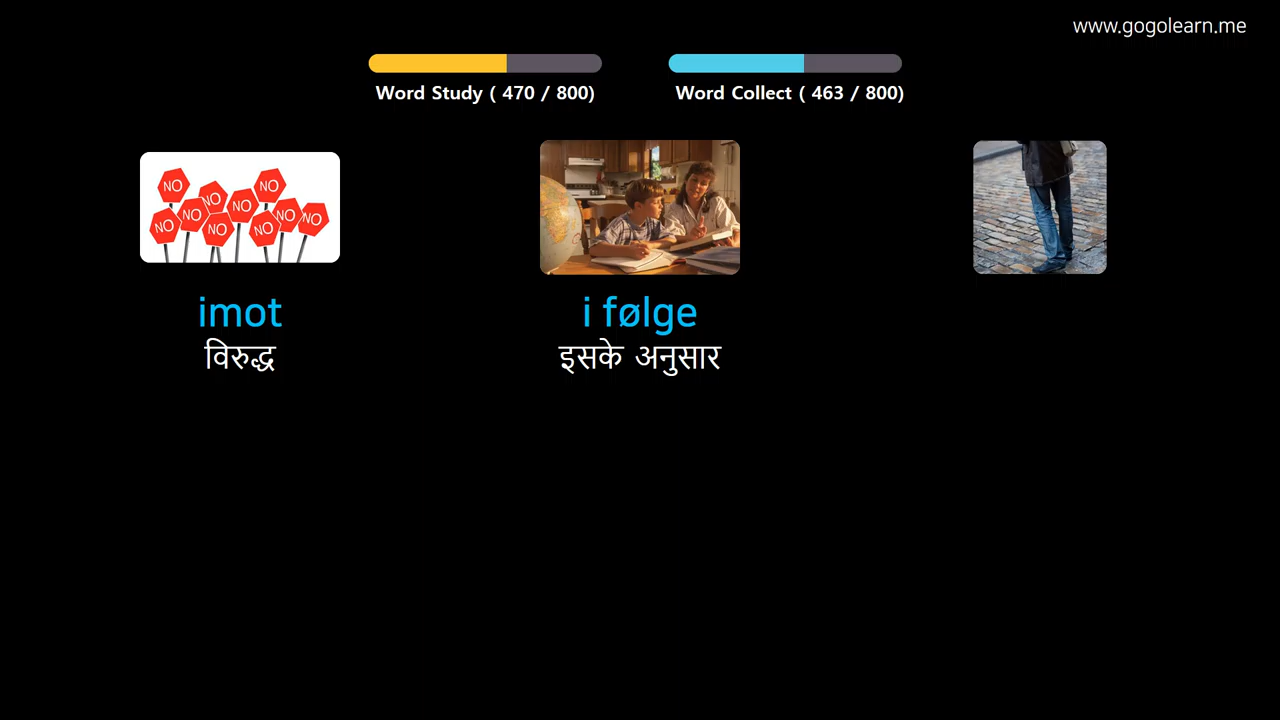 www.gogolearn.me
Word Study ( 470 / 800)
Word Collect ( 463 / 800)
NO NO NO NO NO NO NO NO NO NO
imot
विरुद्ध
i følge
इसके अनुसार